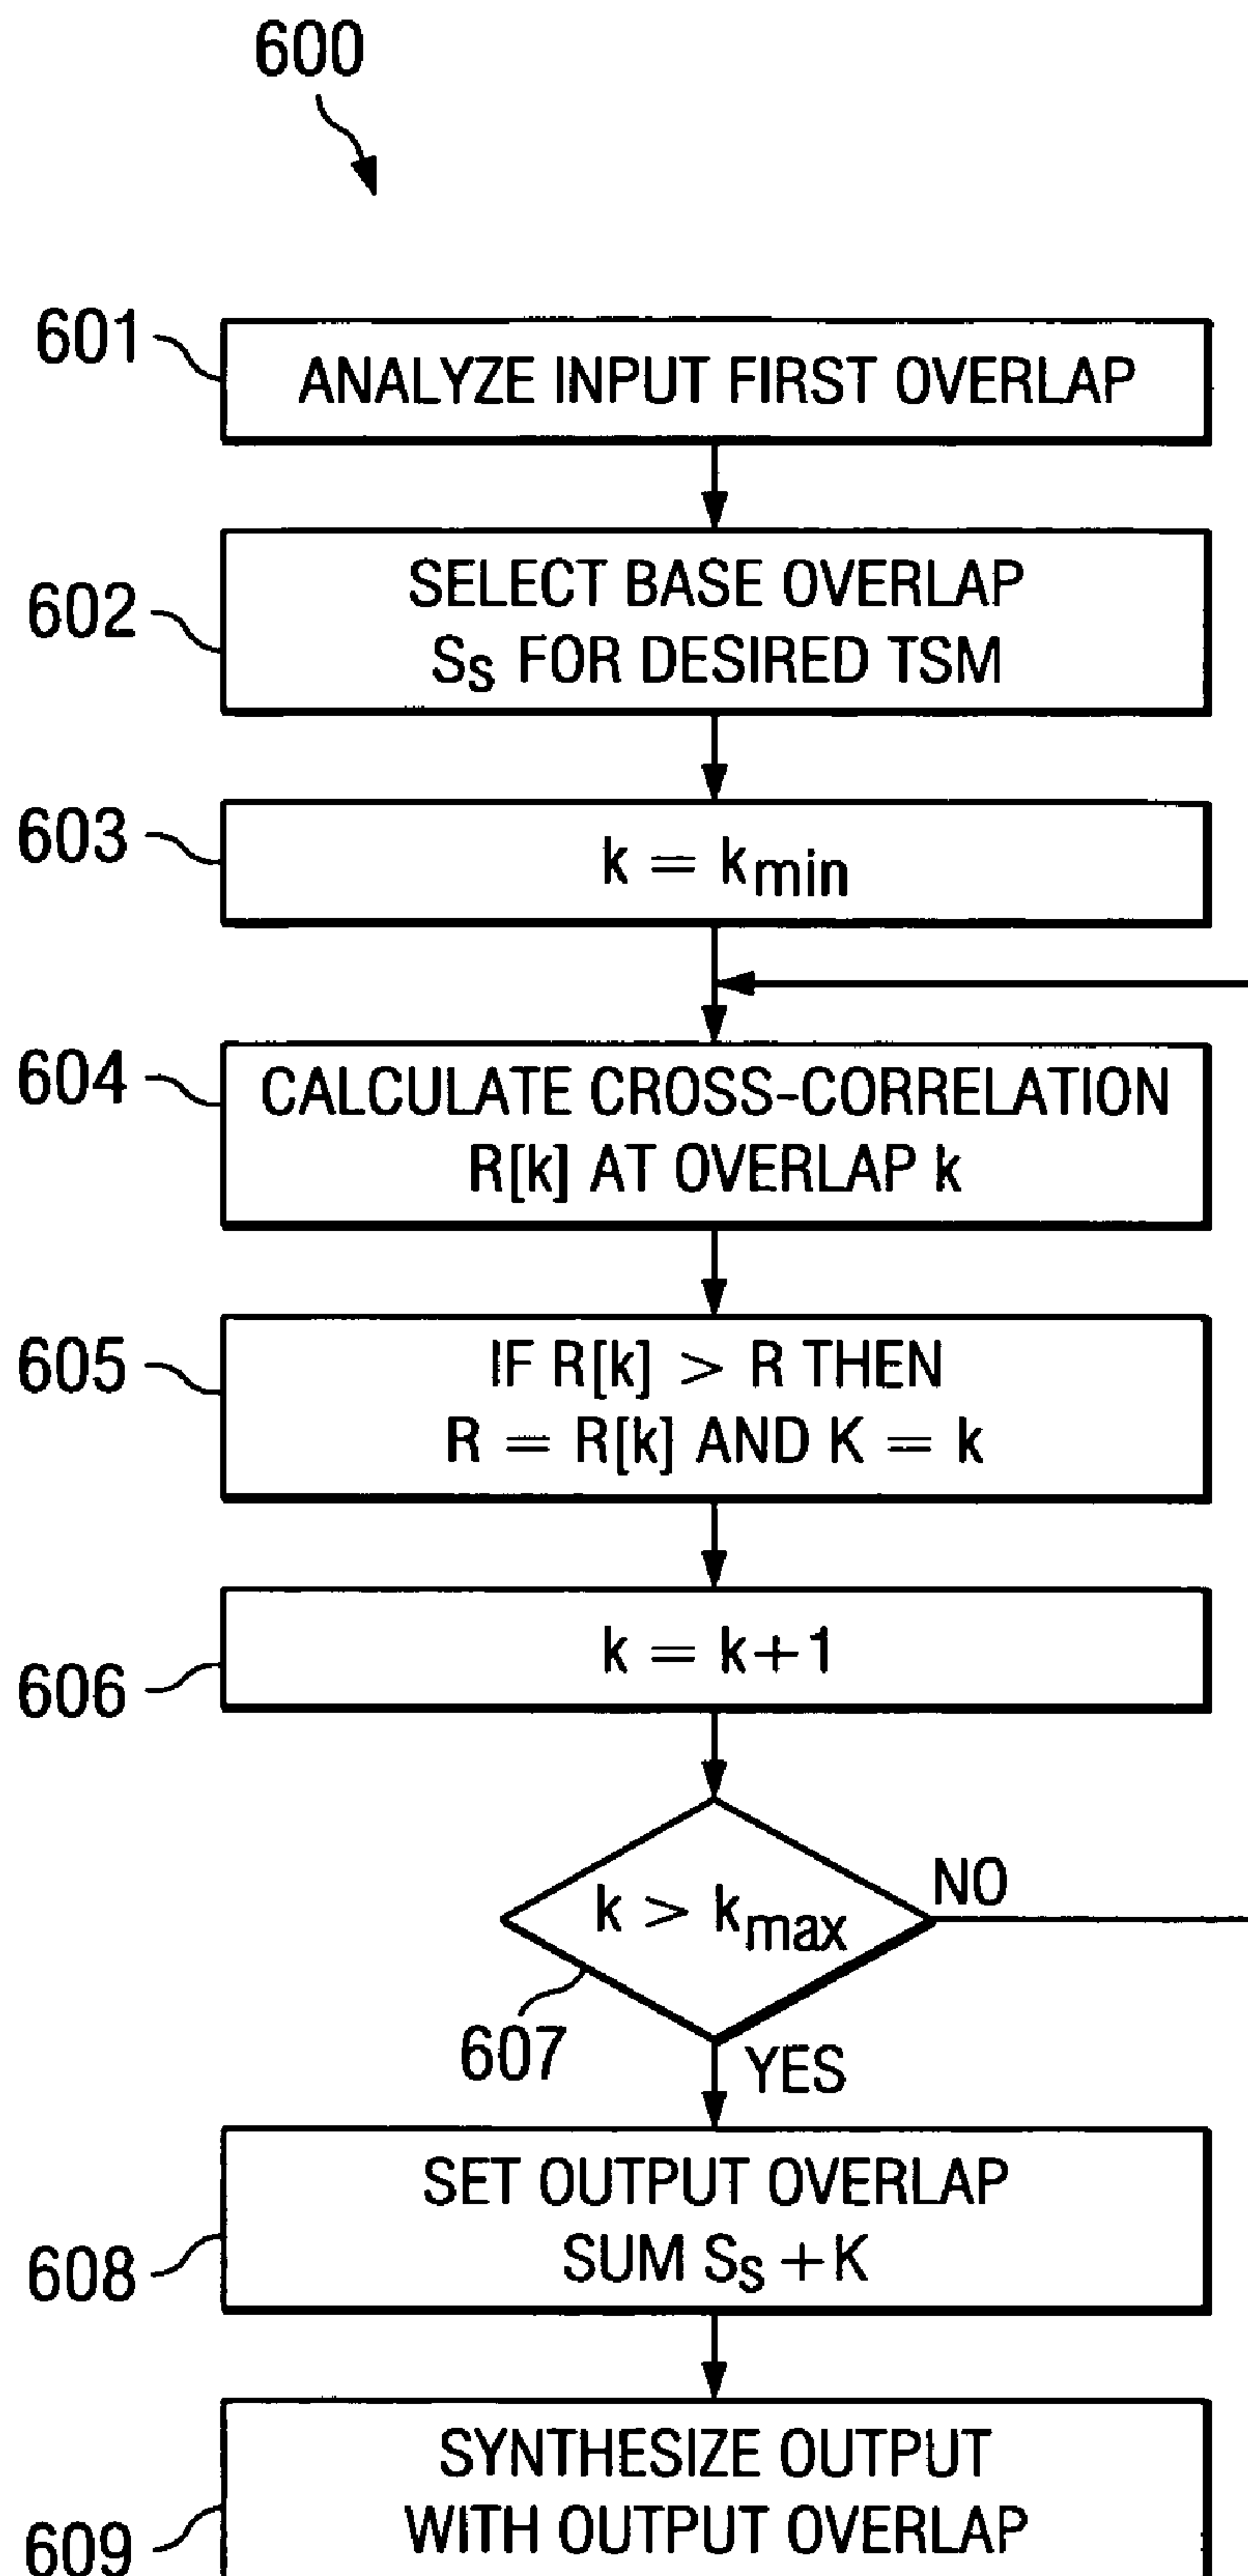 600
601
ANALYZE INPUT FIRST OVERLAP
602
SELECT BASE OVERLAP
SS FOR DESIRED TSM
603
k = kmin
604
CALCULATE CROSS-CORRELATION
R[k] AT OVERLAP k
605
IF R[k] > R THEN
R = R[k] AND K = k
606
k = k+1
k > kmax
NO
607
YES
608
SET OUTPUT OVERLAP
SUM SS +K
609
SYNTHESIZE OUTPUT
WITH OUTPUT OVERLAP